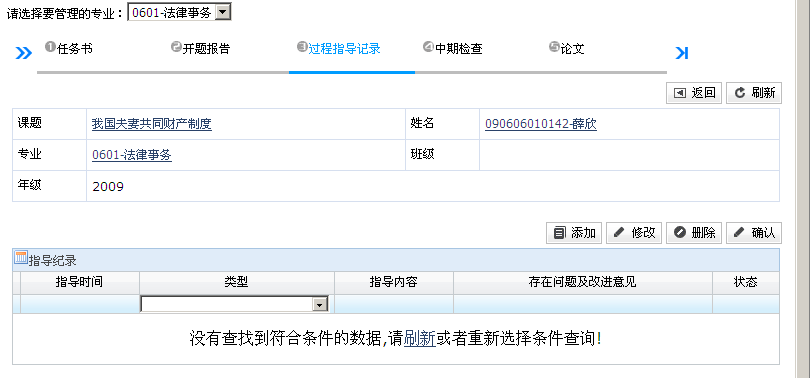 请选择要管理的专业：0601-法律事务
1任务书 2开题报告 3过程指导记录 4中期检查 5论文
返回 刷新
课题 我国夫妻共同财产制度 姓名 090606010142-薛欣
专业 0601-法律事务 班级
年级 2009
添加 修改 删除 确认
指导纪录
指导时间 类型 指导内容 存在问题及改进意见 状态
没有查找到符合条件的数据,请刷新或者重新选择条件查询!